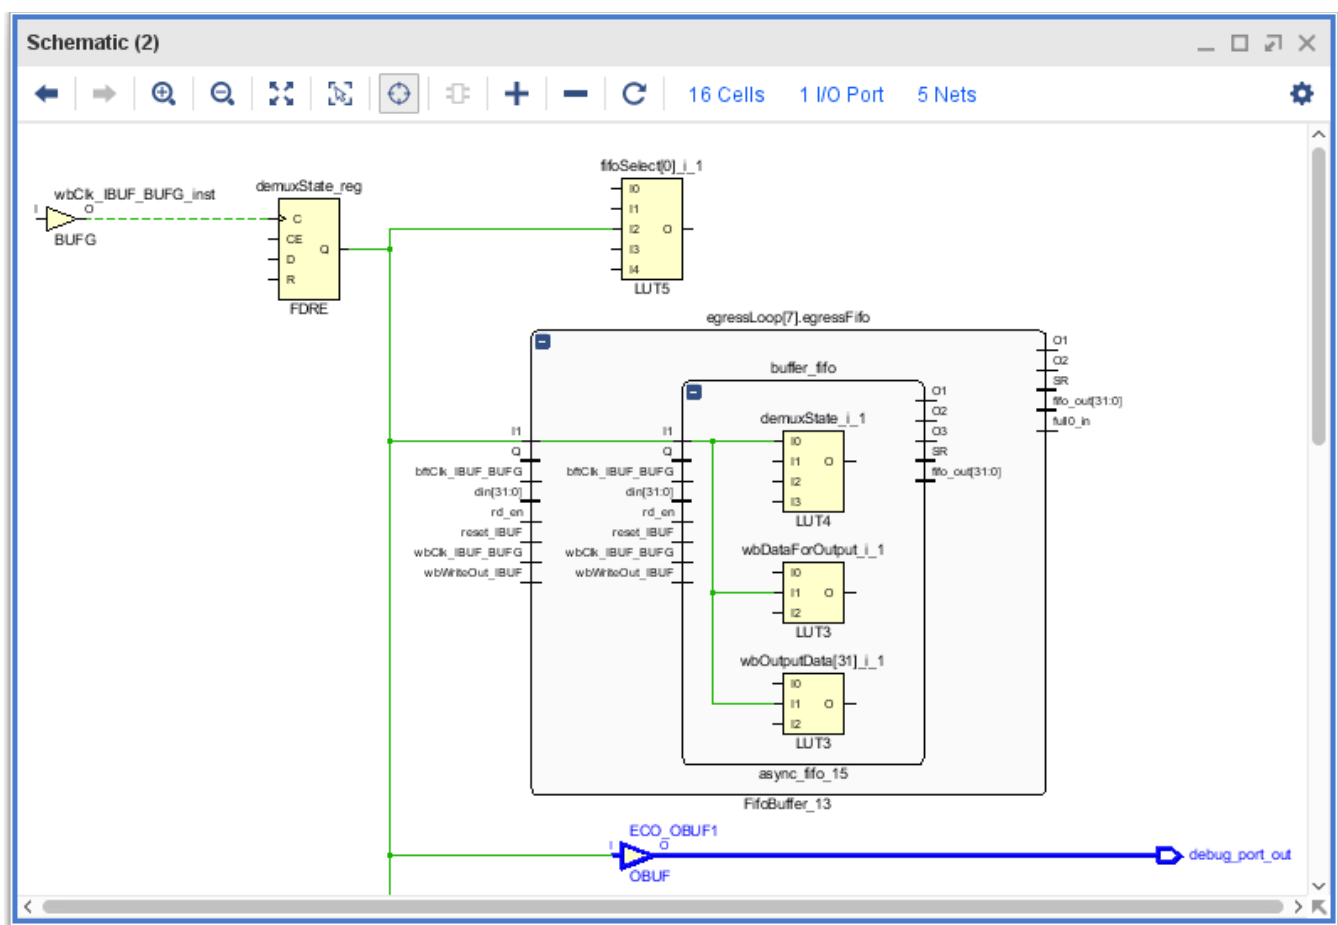 Schematic (2)
16 Cells 1 I/O Port 5 Nets
wbClk_IBUF_BUFG_inst
I O
BUFG
demuxState_reg
C
CE
D
R
Q
FDRE
fifoSelect[0]_i_1
I0
I1
I2
I3
I4
O
LUT5
egressLoop[7].egressFifo
I1
Q
bftClk_IBUF_BUFG
din[31:0]
rd_en
reset_IBUF
wbClk_IBUF_BUFG
wbWriteOut_IBUF
O1
O2
SR
fifo_out[31:0]
full0_in
buffer_fifo
I1
Q
bftClk_IBUF_BUFG
din[31:0]
rd_en
reset_IBUF
wbClk_IBUF_BUFG
wbWriteOut_IBUF
O1
O2
O3
SR
fifo_out[31:0]
demuxState_i_1
I0
I1
I2
I3
O
LUT4
wbDataForOutput_i_1
I0
I1
I2
O
LUT3
wbOutputData[31]_i_1
I0
I1
I2
O
LUT3
async_fifo_15
FifoBuffer_13
ECO_OBUF1
I O
OBUF
debug_port_out